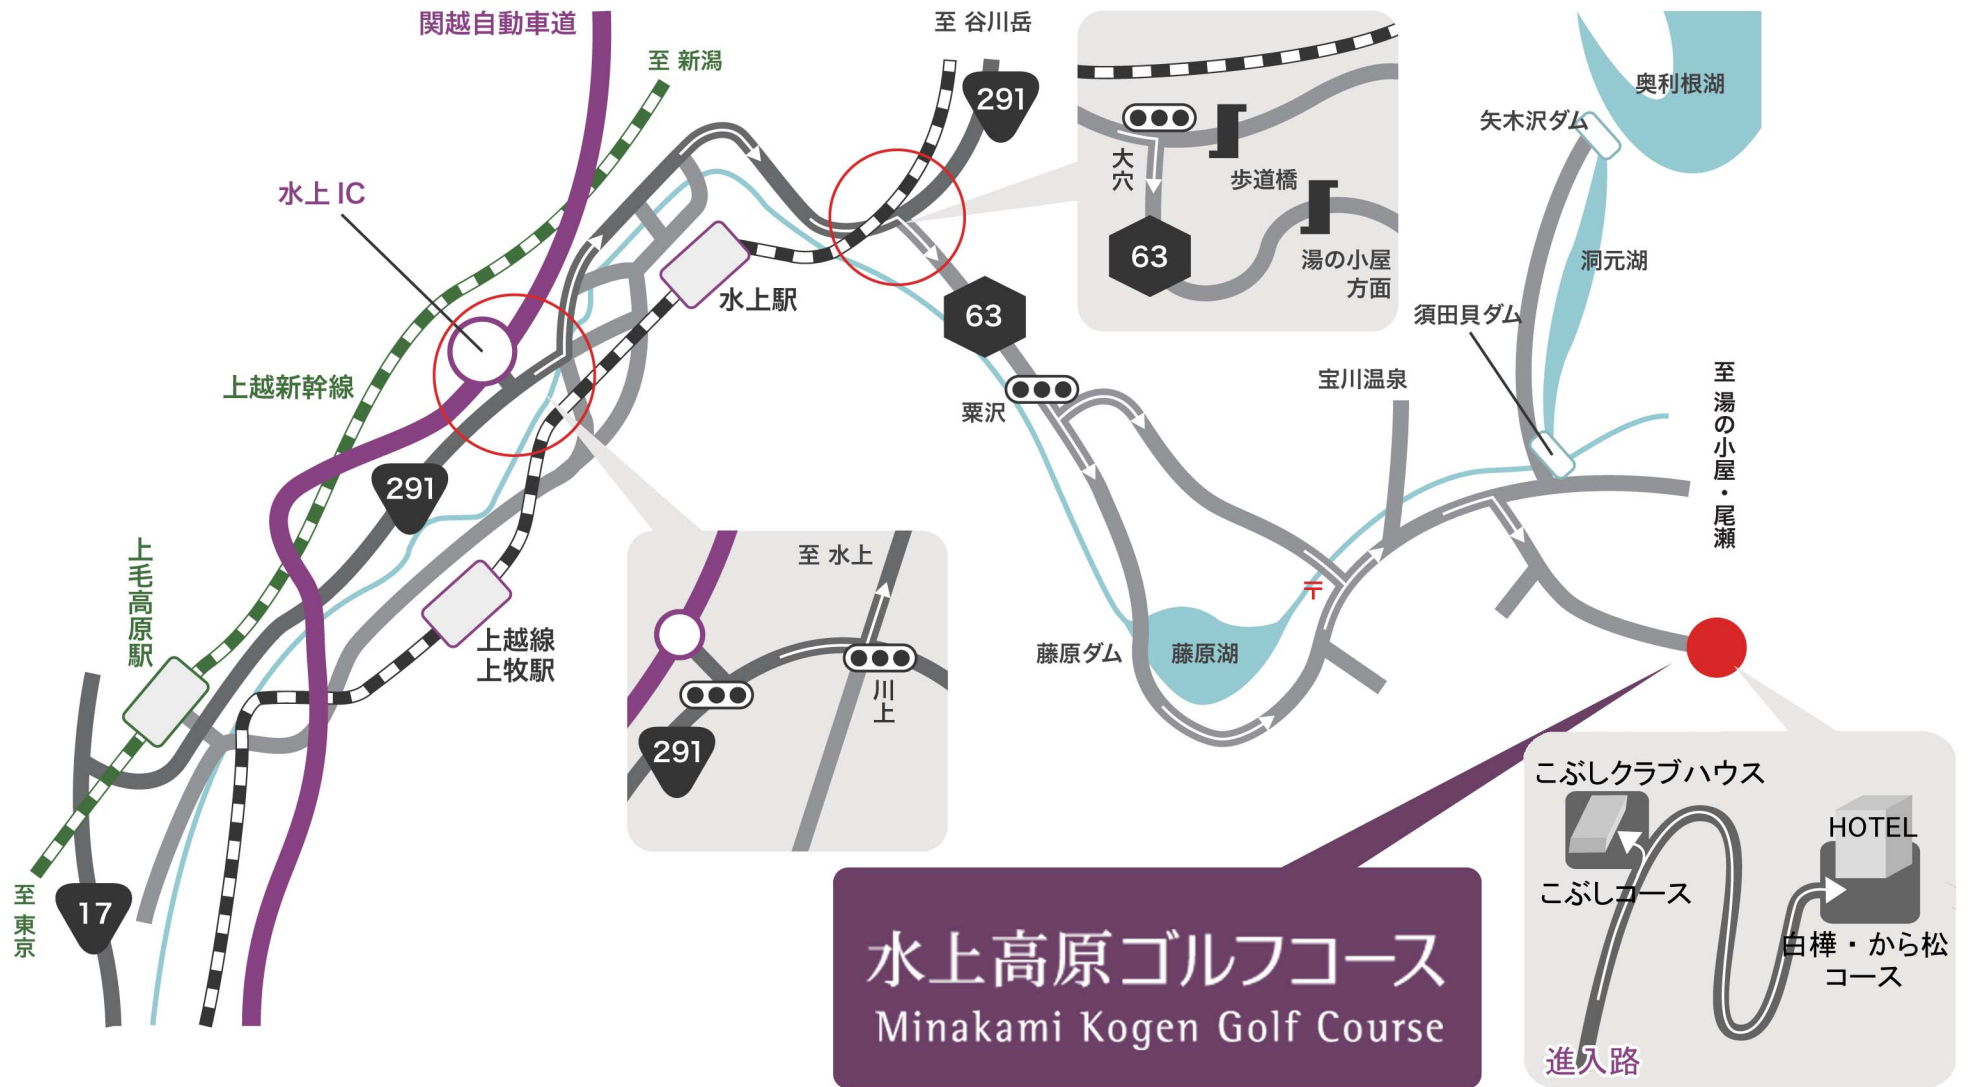 関越自動車道
至 新潟
至 谷川岳
291
水上 IC
上越新幹線
水上駅
291
上毛高原駅
上越線
上牧駅
至 東京
17
至 水上
川上
291
大穴
歩道橋
63
湯の小屋
方面
63
粟沢
宝川温泉
矢木沢ダム
奥利根湖
洞元湖
須田貝ダム
至 湯の小屋・尾瀬
〒
藤原ダム
藤原湖
水上高原ゴルフコース
Minakami Kogen Golf Course
こぶしクラブハウス
HOTEL
こぶしコース
白樺・から松
コース
進入路